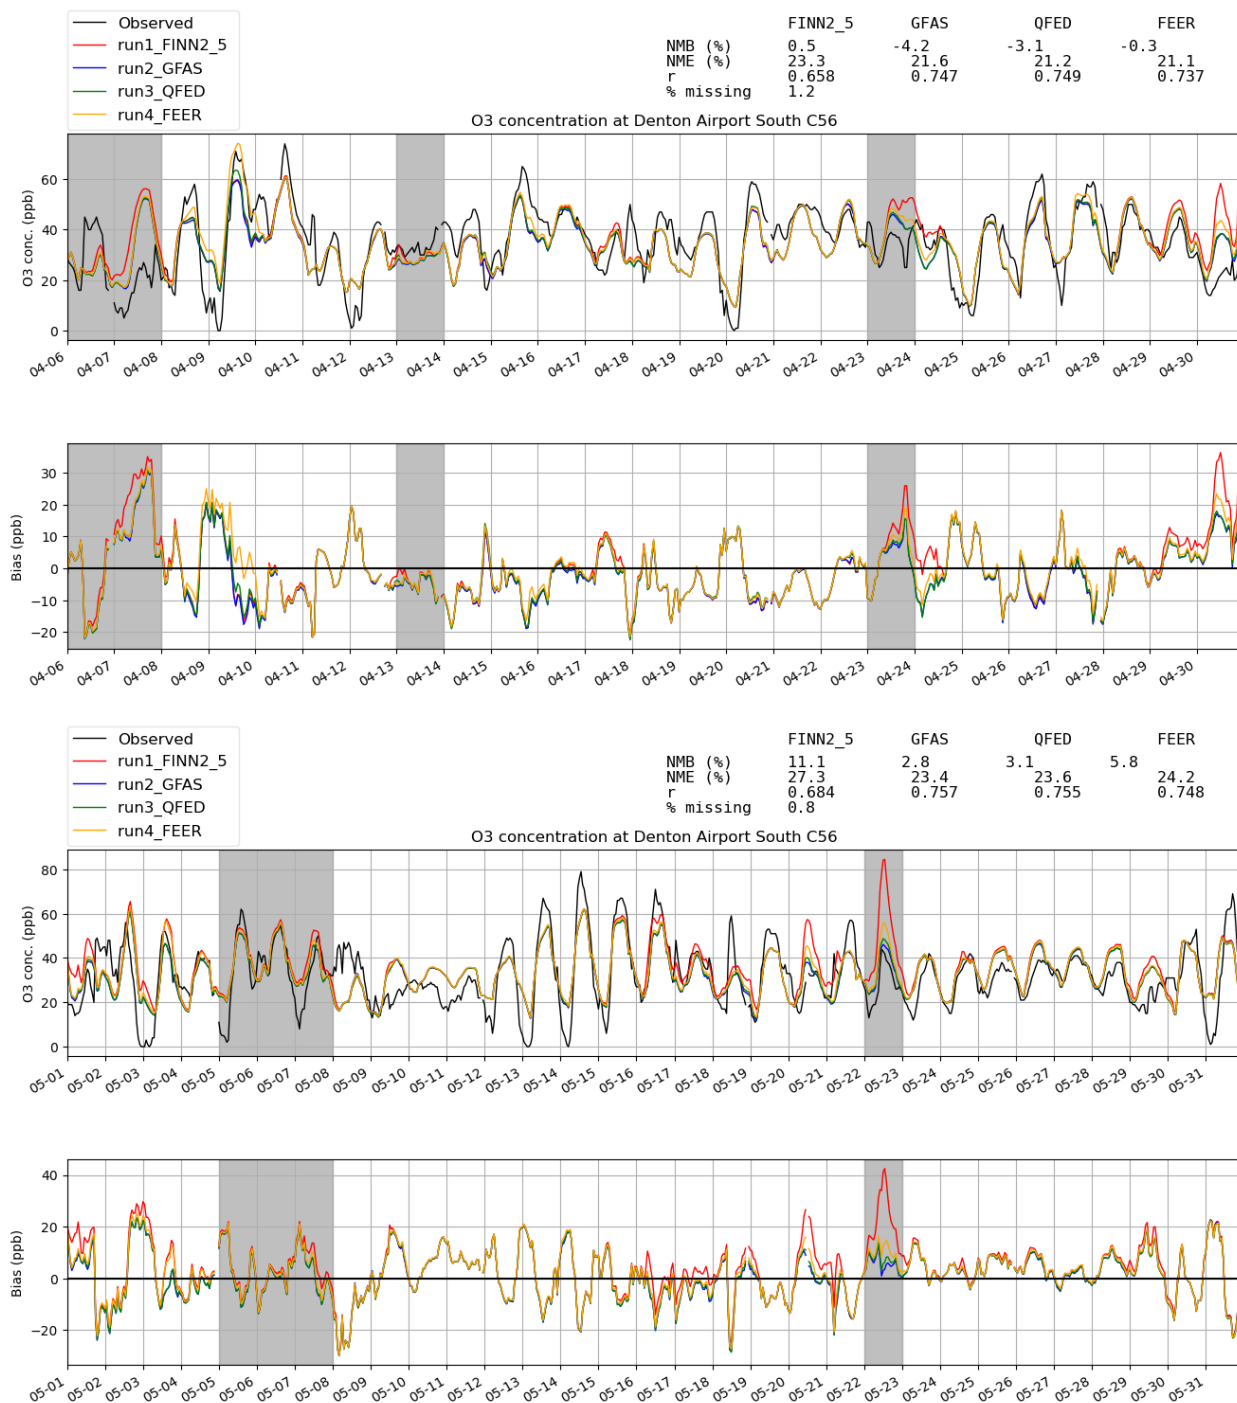 Observed
run1_FINN2_5
run2_GFAS
run3_QFED
run4_FEER
FINN2_5 GFAS QFED FEER
NMB (%) 0.5 -4.2 -3.1 -0.3
NME (%) 23.3 21.6 21.2 21.1
r 0.658 0.747 0.749 0.737
% missing 1.2
O3 concentration at Denton Airport South C56
O3 conc. (ppb)
60
40
20
0
04-06 04-07 04-08 04-09 04-10 04-11 04-12 04-13 04-14 04-15 04-16 04-17 04-18 04-19 04-20 04-21 04-22 04-23 04-24 04-25 04-26 04-27 04-28 04-29 04-30
Bias (ppb)
30
20
10
0
−10
−20
04-06 04-07 04-08 04-09 04-10 04-11 04-12 04-13 04-14 04-15 04-16 04-17 04-18 04-19 04-20 04-21 04-22 04-23 04-24 04-25 04-26 04-27 04-28 04-29 04-30
Observed
run1_FINN2_5
run2_GFAS
run3_QFED
run4_FEER
FINN2_5 GFAS QFED FEER
NMB (%) 11.1 2.8 3.1 5.8
NME (%) 27.3 23.4 23.6 24.2
r 0.684 0.757 0.755 0.748
% missing 0.8
O3 concentration at Denton Airport South C56
O3 conc. (ppb)
80
60
40
20
0
05-01 05-02 05-03 05-04 05-05 05-06 05-07 05-08 05-09 05-10 05-11 05-12 05-13 05-14 05-15 05-16 05-17 05-18 05-19 05-20 05-21 05-22 05-23 05-24 05-25 05-26 05-27 05-28 05-29 05-30 05-31
Bias (ppb)
40
20
0
−20
05-01 05-02 05-03 05-04 05-05 05-06 05-07 05-08 05-09 05-10 05-11 05-12 05-13 05-14 05-15 05-16 05-17 05-18 05-19 05-20 05-21 05-22 05-23 05-24 05-25 05-26 05-27 05-28 05-29 05-30 05-31